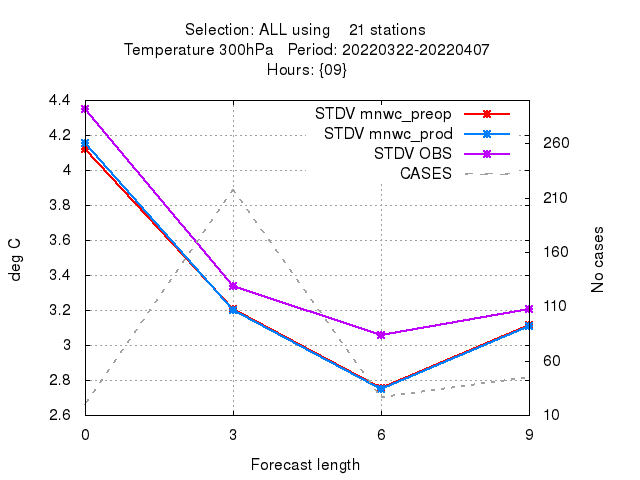 Selection: ALL using    21 stations
Temperature 300hPa   Period: 20220322-20220407
Hours: {09}
STDV mnwc_preop
STDV mnwc_prod
STDV OBS
CASES
4.4
4.2
4
3.8
3.6
3.4
3.2
3
2.8
2.6
260
210
160
110
60
10
deg C
No cases
0 3 6 9
Forecast length